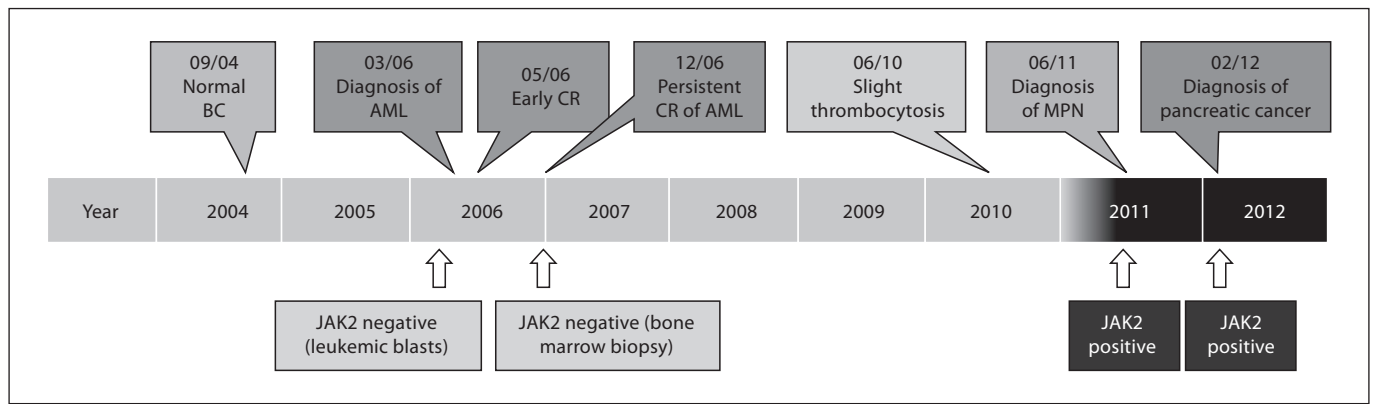 09/04
Normal
BC
03/06
Diagnosis of
AML
05/06
Early CR
12/06
Persistent
CR of AML
06/10
Slight
thrombocytosis
06/11
Diagnosis
of MPN
02/12
Diagnosis of
pancreatic cancer
Year 2004 2005 2006 2007 2008 2009 2010 2011 2012
JAK2 negative
(leukemic blasts)
JAK2 negative (bone
marrow biopsy)
JAK2
positive
JAK2
positive